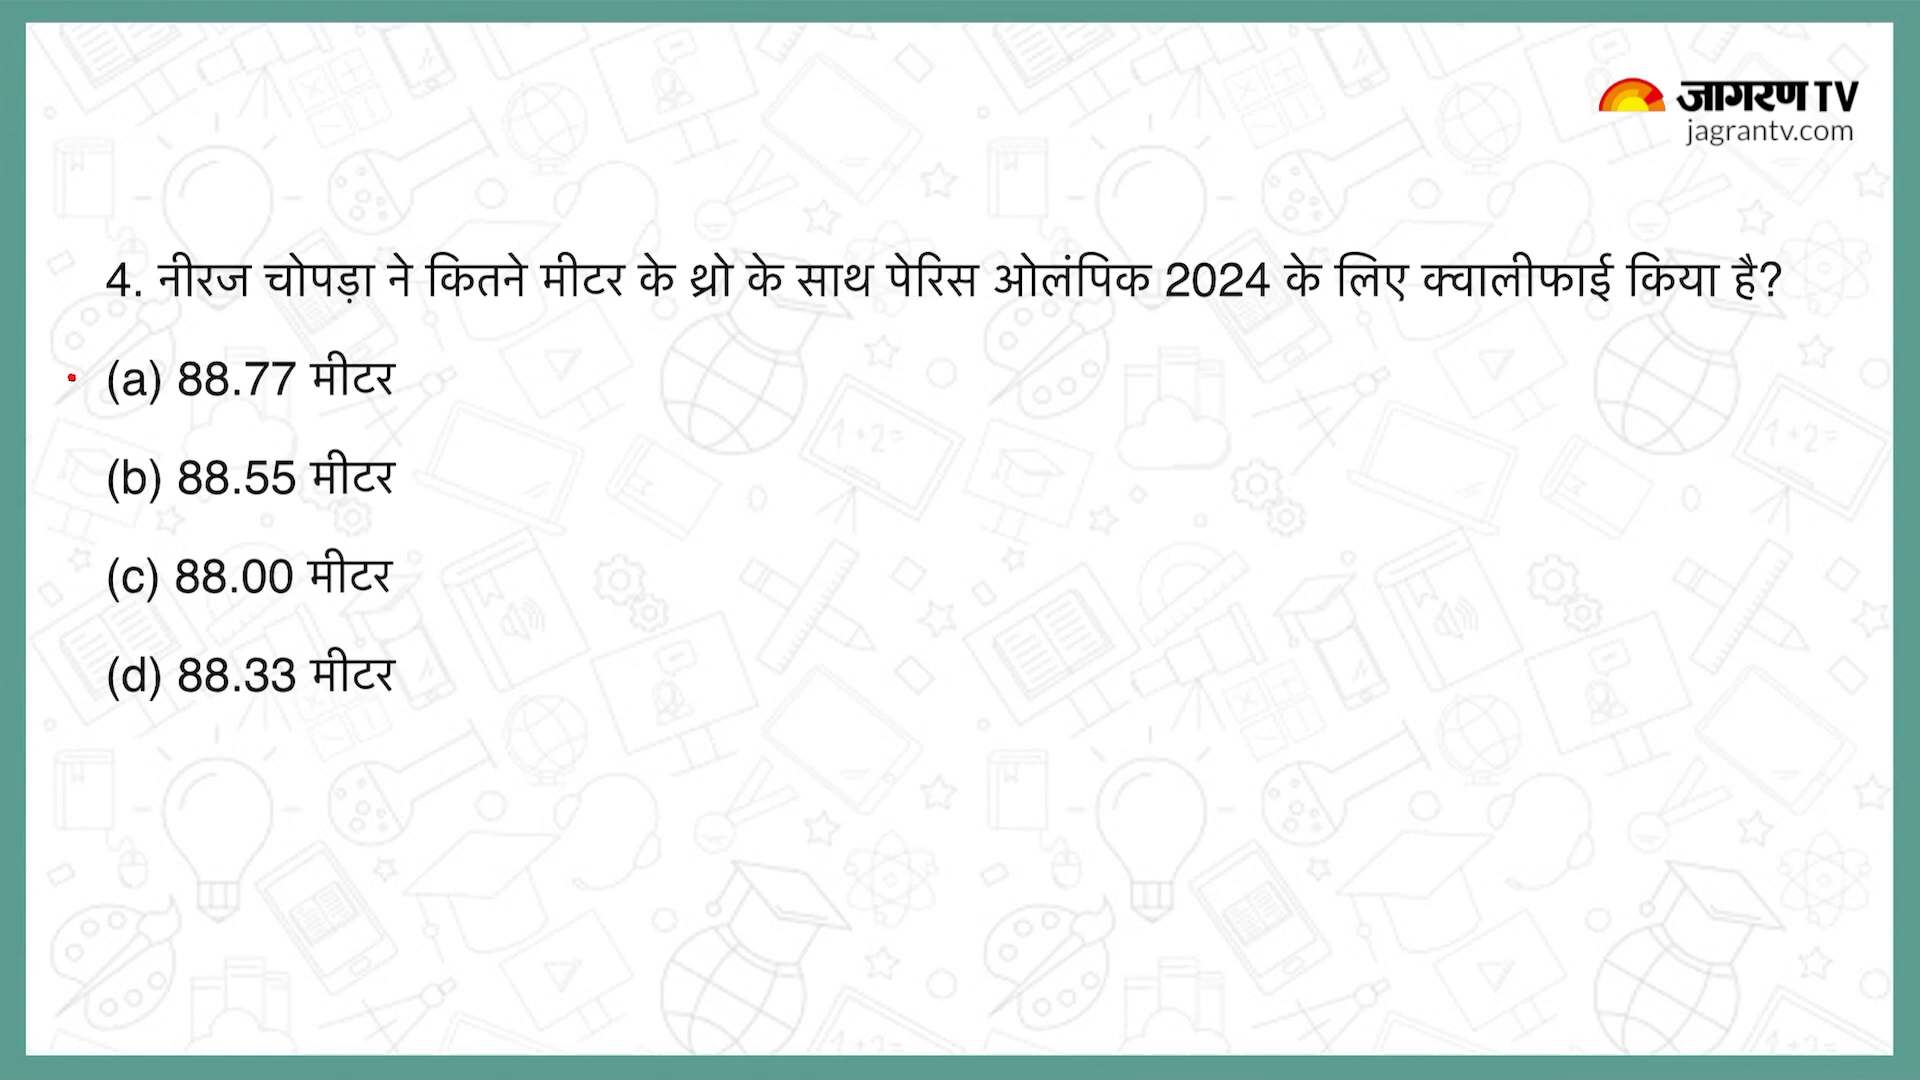 जागरण TV
jagrantv.com
4. नीरज चोपड़ा ने कितने मीटर के थ्रो के साथ पेरिस ओलंपिक 2024 के लिए क्वालीफाई किया है?
(a) 88.77 मीटर
(b) 88.55 मीटर
(c) 88.00 मीटर
(d) 88.33 मीटर